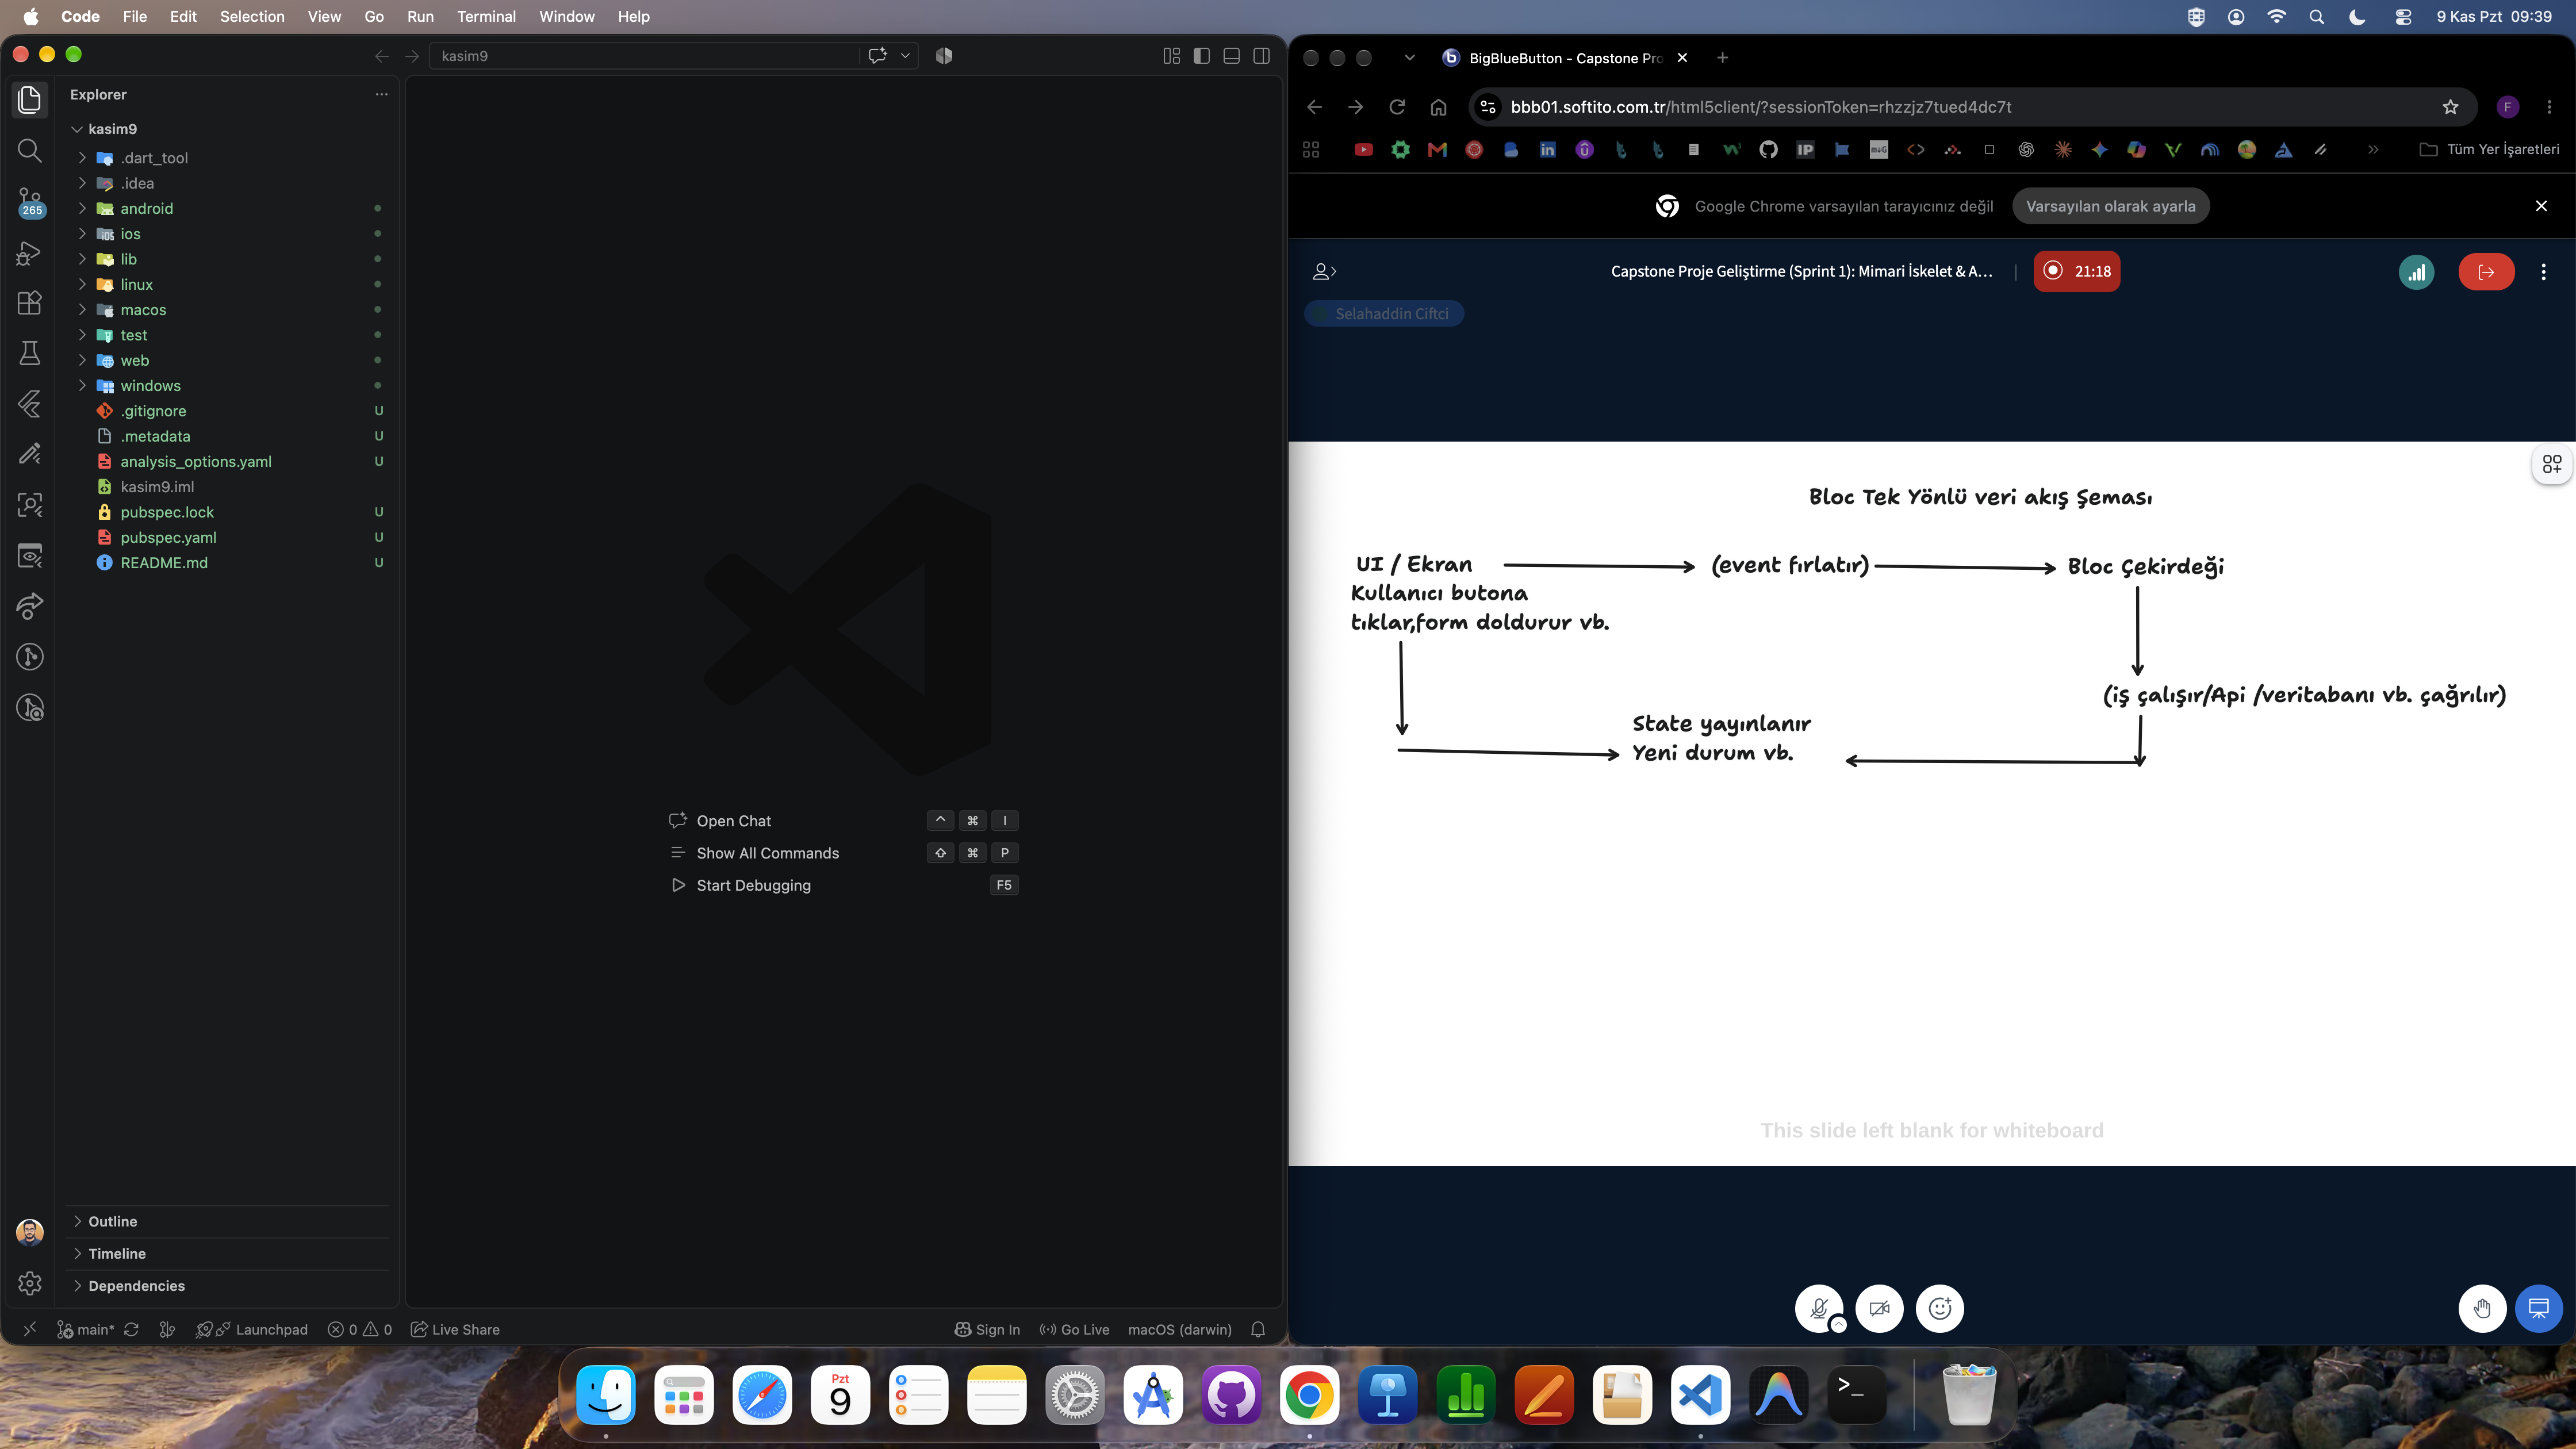 Code File Edit Selection View Go Run Terminal Window Help
9 Kas Pzt 09:39
kasim9
Explorer
kasim9
.dart_tool
.idea
android
ios
lib
linux
macos
test
web
windows
.gitignore U
.metadata U
analysis_options.yaml U
kasim9.iml
pubspec.lock U
pubspec.yaml U
README.md U
265
Open Chat ^ ⌘ I
Show All Commands ⇧ ⌘ P
Start Debugging F5
Outline
Timeline
Dependencies
main* Launchpad 0 0 Live Share
Sign In Go Live macOS (darwin)
BigBlueButton - Capstone Pro
bbb01.softito.com.tr/html5client/?sessionToken=rhzzjz7tued4dc7t
F
IP
Tüm Yer İşaretleri
Google Chrome varsayılan tarayıcınız değil Varsayılan olarak ayarla
Capstone Proje Geliştirme (Sprint 1): Mimari İskelet & A... 21:18
Selahaddin Ciftci
Bloc Tek Yönlü veri akış Şeması
UI / Ekran (event fırlatır) Bloc Çekirdeği
Kullanıcı butona
tıklar,form doldurur vb.
(iş çalışır/Api /veritabanı vb. çağrılır)
State yayınlanır
Yeni durum vb.
This slide left blank for whiteboard
Pzt
9